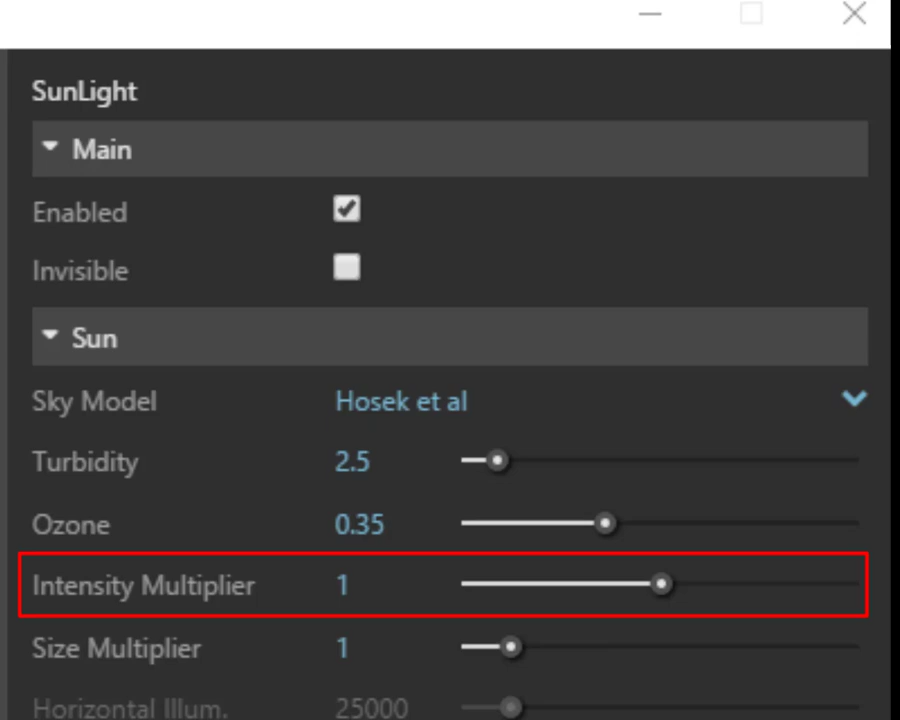 SunLight
Main
Enabled
Invisible
Sun
Sky Model Hosek et al
Turbidity 2.5
Ozone 0.35
Intensity Multiplier 1
Size Multiplier 1
Horizontal Illum. 25000